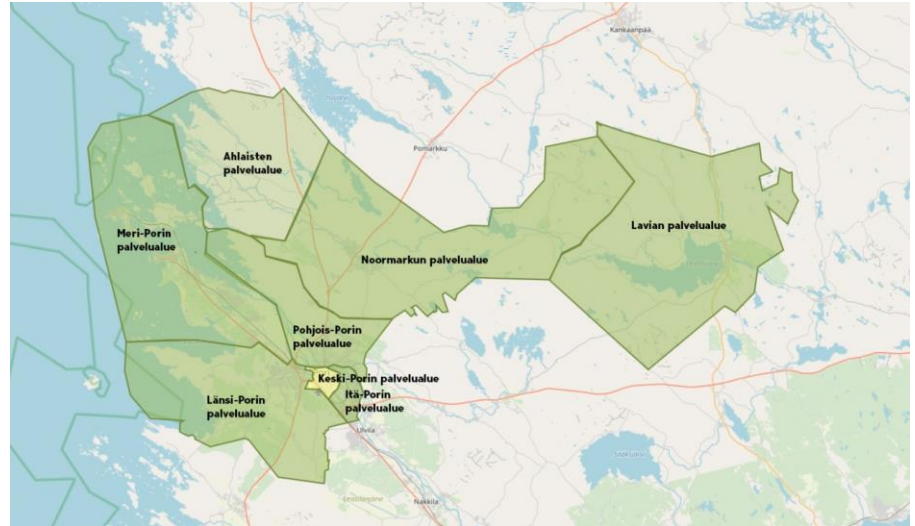 Kankaanpää
Pomarkku
Ahlaisten
palvelualue
Meri-Porin
palvelualue
Lavian palvelualue
Noormarkun palvelualue
Pohjois-Porin
palvelualue
Keski-Porin palvelualue
Itä-Porin
palvelualue
Länsi-Porin
palvelualue
Ulvila
Nakkila